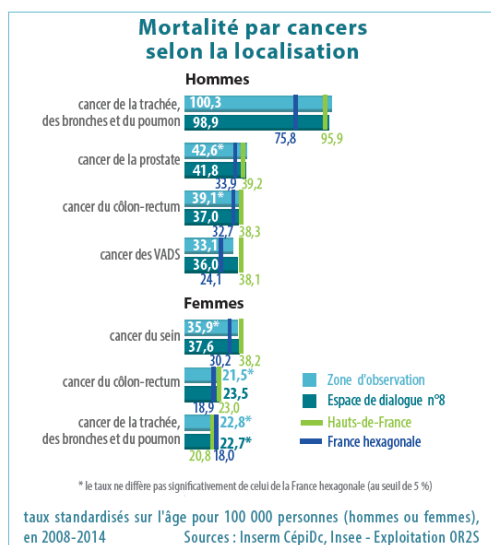 Mortalité par cancers
selon la localisation
Hommes
cancer de la trachée,
des bronches et du poumon
100,3
98,9
75,8 95,9
cancer de la prostate
42,6*
41,8
33,9 39,2
cancer du côlon-rectum
39,1*
37,0
32,7 38,3
cancer des VADS
33,1
36,0
24,1 38,1
Femmes
cancer du sein
35,9*
37,6
30,2 38,2
cancer du côlon-rectum
21,5*
23,5
18,9 23,0
cancer de la trachée,
des bronches et du poumon
22,8*
22,7*
20,8 18,0
Zone d'observation
Espace de dialogue n°8
Hauts-de-France
France hexagonale
* le taux ne diffère pas significativement de celui de la France hexagonale (au seuil de 5 %)
taux standardisés sur l'âge pour 100 000 personnes (hommes ou femmes),
en 2008-2014 Sources : Inserm CépiDc, Insee - Exploitation OR2S